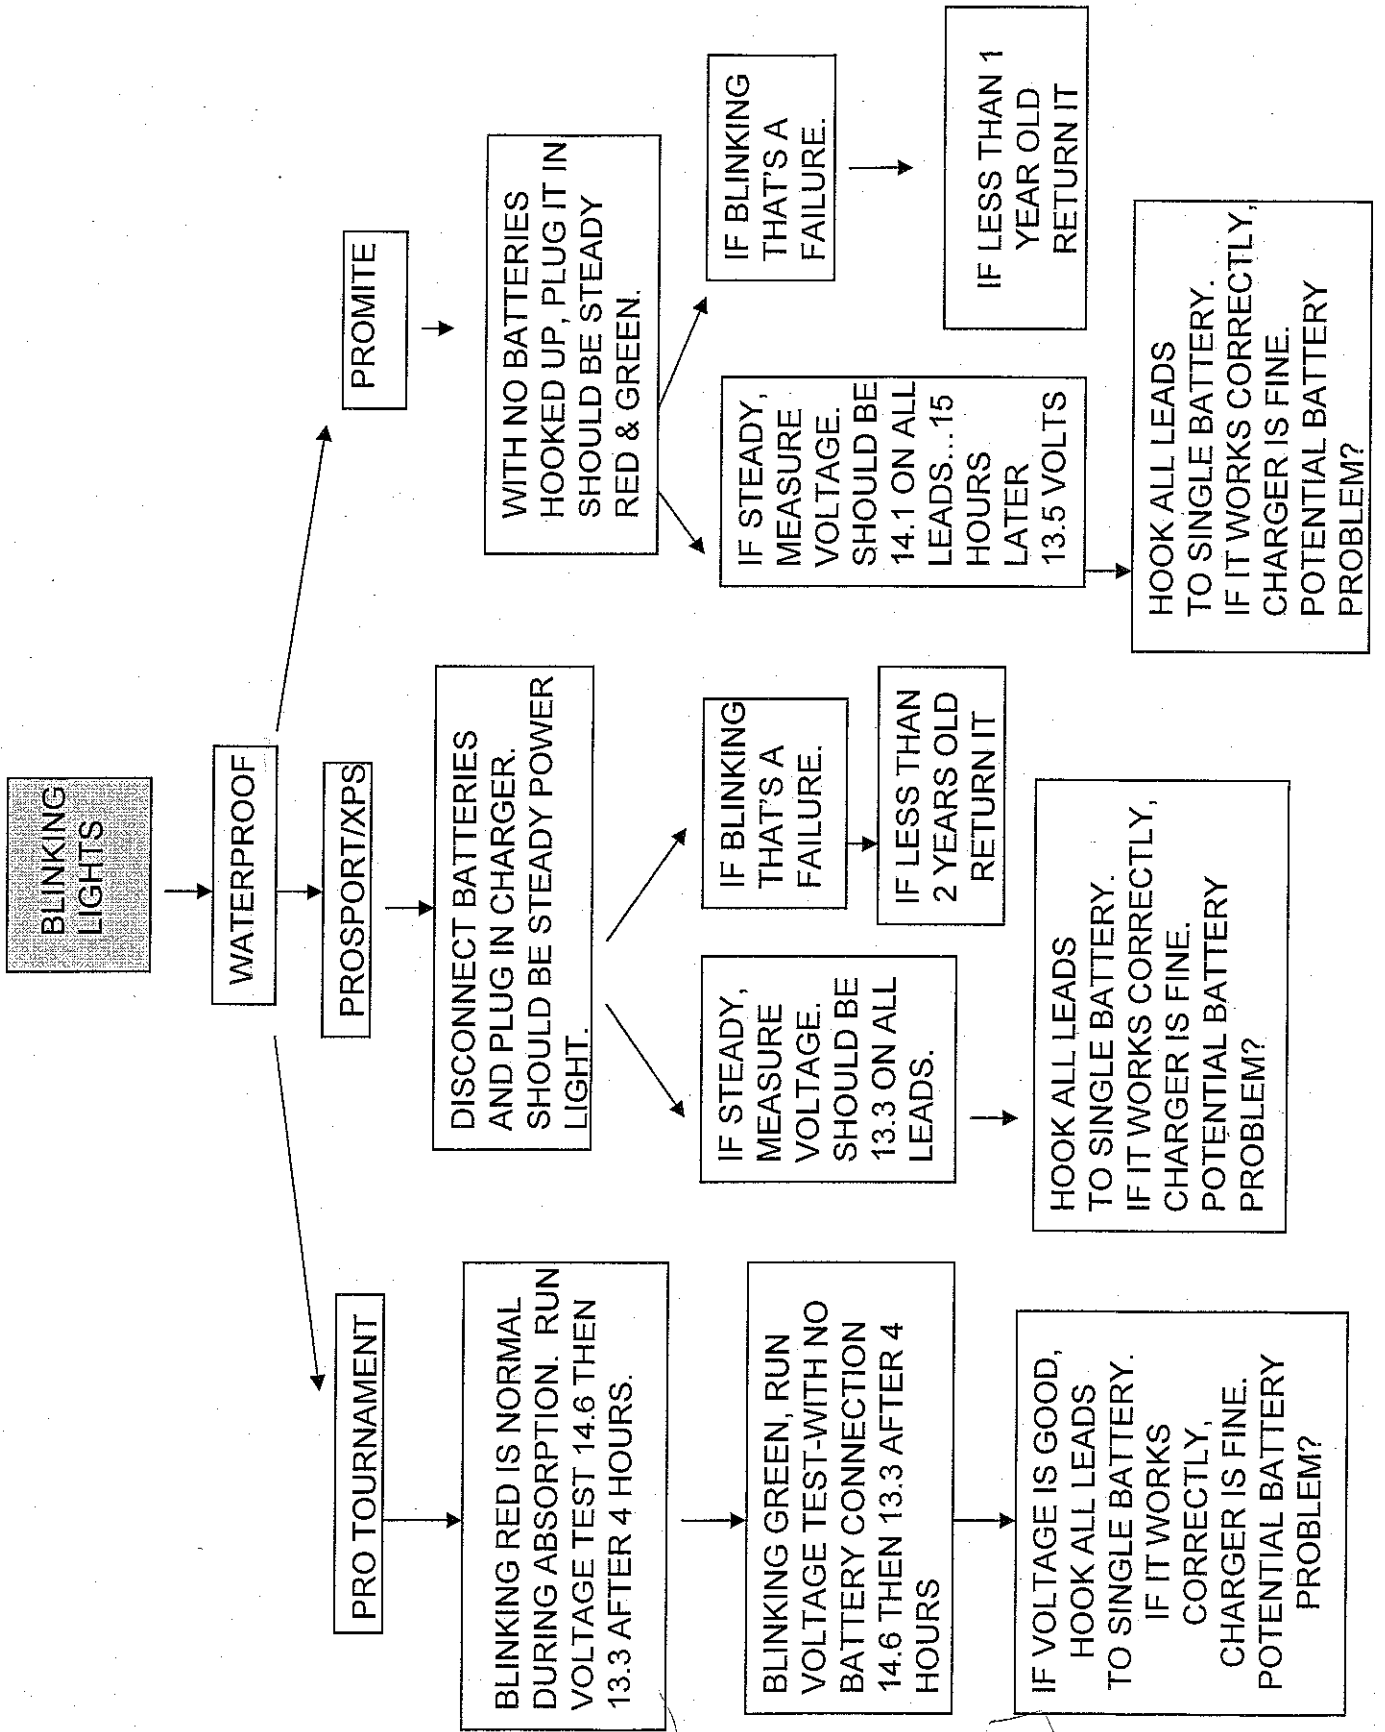 BLINKING
LIGHTS
WATERPROOF
PRO TOURNAMENT
PROSPORT/XPS
PROMITE
BLINKING RED IS NORMAL
DURING ABSORPTION. RUN
VOLTAGE TEST 14.6 THEN
13.3 AFTER 4 HOURS.
BLINKING GREEN, RUN
VOLTAGE TEST-WITH NO
BATTERY CONNECTION
14.6 THEN 13.3 AFTER 4
HOURS
IF VOLTAGE IS GOOD,
HOOK ALL LEADS
TO SINGLE BATTERY.
IF IT WORKS
CORRECTLY,
CHARGER IS FINE.
POTENTIAL BATTERY
PROBLEM?
DISCONNECT BATTERIES
AND PLUG IN CHARGER.
SHOULD BE STEADY POWER
LIGHT.
IF STEADY,
MEASURE
VOLTAGE.
SHOULD BE
13.3 ON ALL
LEADS.
HOOK ALL LEADS
TO SINGLE BATTERY.
IF IT WORKS CORRECTLY,
CHARGER IS FINE.
POTENTIAL BATTERY
PROBLEM?
IF BLINKING
THAT'S A
FAILURE.
IF LESS THAN
2 YEARS OLD
RETURN IT
WITH NO BATTERIES
HOOKED UP, PLUG IT IN
SHOULD BE STEADY
RED & GREEN.
IF STEADY,
MEASURE
VOLTAGE.
SHOULD BE
14.1 ON ALL
LEADS...15
HOURS
LATER
13.5 VOLTS
HOOK ALL LEADS
TO SINGLE BATTERY.
IF IT WORKS CORRECTLY,
CHARGER IS FINE.
POTENTIAL BATTERY
PROBLEM?
IF BLINKING
THAT'S A
FAILURE.
IF LESS THAN 1
YEAR OLD
RETURN IT